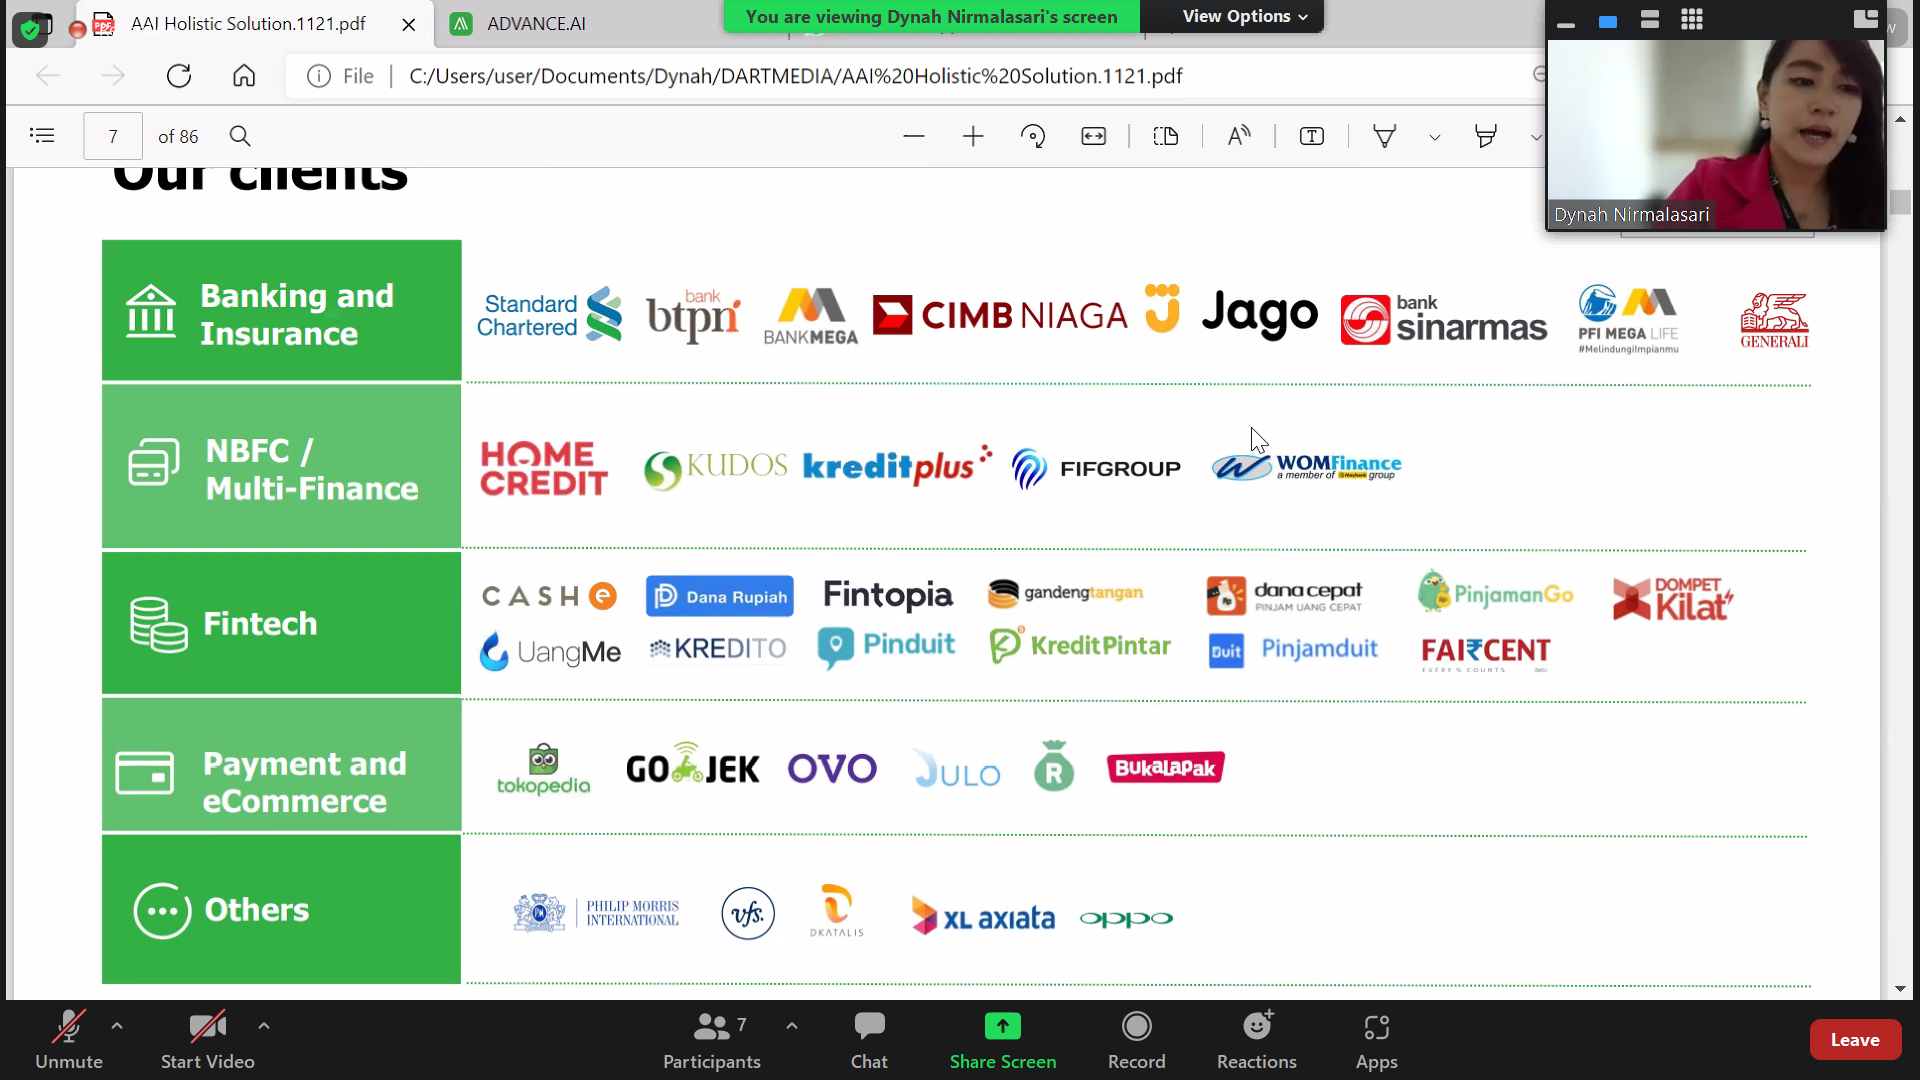 AAI Holistic Solution.1121.pdf
ADVANCE.AI
You are viewing Dynah Nirmalasari's screen
View Options
File
C:/Users/user/Documents/Dynah/DARTMEDIA/AAI%20Holistic%20Solution.1121.pdf
7 of 86
Dynah Nirmalasari
Our clients
Banking and
Insurance
Standard
Chartered
bank
btpn
BANKMEGA
CIMB NIAGA
Jago
bank
sinarmas
PFI MEGA LIFE
#MelindungiImpianmu
GENERALI
NBFC /
Multi-Finance
HOME
CREDIT
KUDOS
kreditplus
FIFGROUP
WOMFinance
a member of Maybank group
Fintech
CASHe
Dana Rupiah
Fintopia
gandengtangan
dana cepat
PINJAM UANG CEPAT
PinjamanGo
DOMPET
Kilat
UangMe
KREDITO
Pinduit
KreditPintar
Duit
Pinjamduit
FAIRCENT
EVERY % COUNTS
Payment and
eCommerce
tokopedia
GOJEK
OVO
JULO
R
BUKALAPAK
Others
PHILIP MORRIS
INTERNATIONAL
vfs.
DKATALIS
XL axiata
oppo
Unmute
Start Video
7
Participants
Chat
Share Screen
Record
Reactions
Apps
Leave